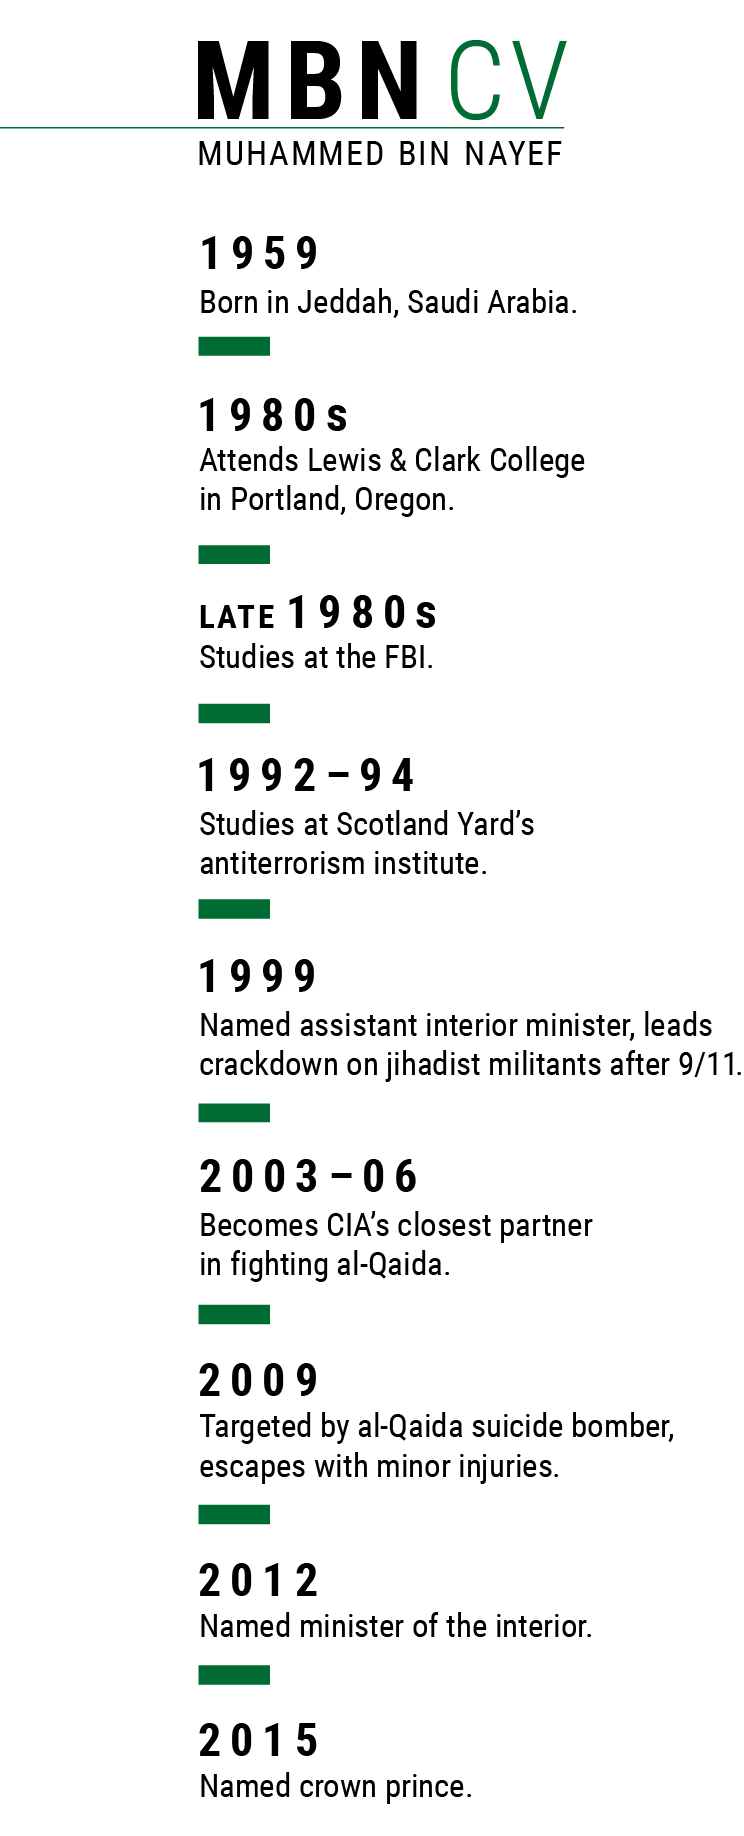 MBN CV
MUHAMMED BIN NAYEF
1959
Born in Jeddah, Saudi Arabia.
1980s
Attends Lewis & Clark College
in Portland, Oregon.
LATE 1980s
Studies at the FBI.
1992–94
Studies at Scotland Yard’s
antiterrorism institute.
1999
Named assistant interior minister, leads
crackdown on jihadist militants after 9/11.
2003–06
Becomes CIA’s closest partner
in fighting al-Qaida.
2009
Targeted by al-Qaida suicide bomber,
escapes with minor injuries.
2012
Named minister of the interior.
2015
Named crown prince.